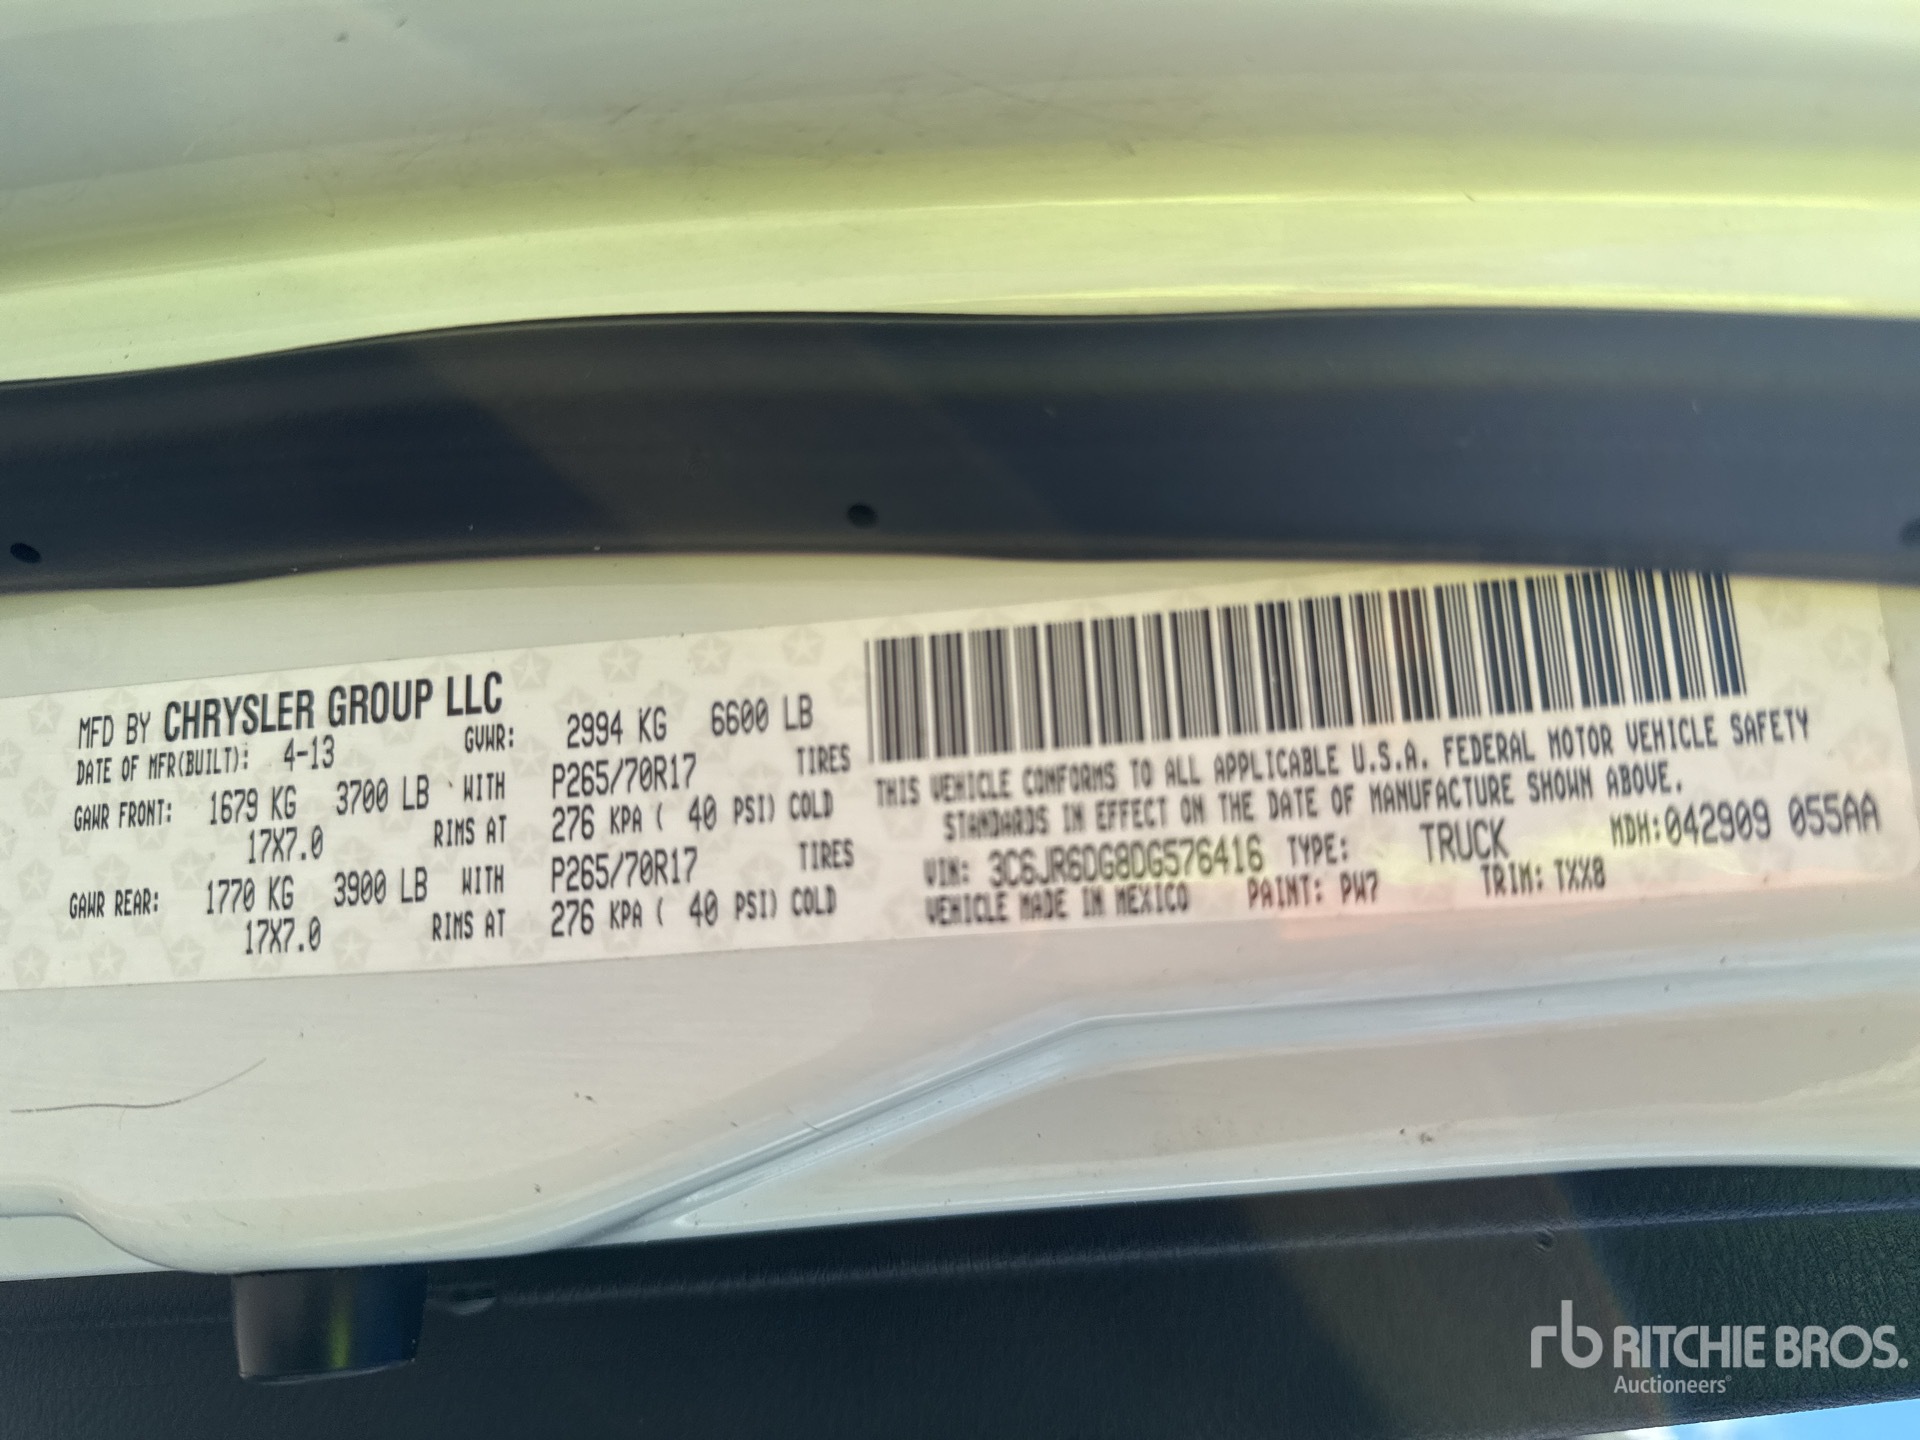 MFD BY CHRYSLER GROUP LLC
DATE OF MFR(BUILT): 4-13 GVWR: 2994 KG 6600 LB
GAWR FRONT: 1679 KG 3700 LB WITH P265/70R17 TIRES
17X7.0 RIMS AT 276 KPA ( 40 PSI) COLD
GAWR REAR: 1770 KG 3900 LB WITH P265/70R17 TIRES
17X7.0 RIMS AT 276 KPA ( 40 PSI) COLD
THIS VEHICLE CONFORMS TO ALL APPLICABLE U.S.A. FEDERAL MOTOR VEHICLE SAFETY
STANDARDS IN EFFECT ON THE DATE OF MANUFACTURE SHOWN ABOVE.
VIN: 3C6JR6DG8DG576416 TYPE: TRUCK MDH:042909 055AA
VEHICLE MADE IN MEXICO PAINT: PW7 TRIM: TXX8
rb RITCHIE BROS.
Auctioneers